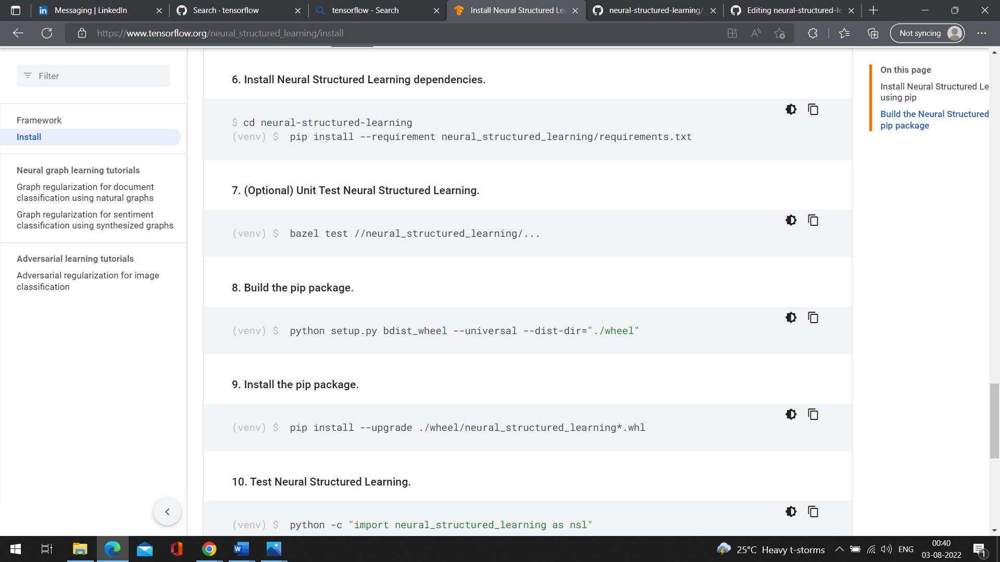 Messaging | LinkedIn
Search · tensorflow
tensorflow - Search
Install Neural Structured Le
neural-structured-learning/
Editing neural-structured-le
https://www.tensorflow.org/neural_structured_learning/install
Not syncing
Filter
Framework
Install
Neural graph learning tutorials
Graph regularization for document
classification using natural graphs
Graph regularization for sentiment
classification using synthesized graphs
Adversarial learning tutorials
Adversarial regularization for image
classification
6. Install Neural Structured Learning dependencies.
$ cd neural-structured-learning
(venv) $ pip install --requirement neural_structured_learning/requirements.txt
7. (Optional) Unit Test Neural Structured Learning.
(venv) $ bazel test //neural_structured_learning/...
8. Build the pip package.
(venv) $ python setup.py bdist_wheel --universal --dist-dir="./wheel"
9. Install the pip package.
(venv) $ pip install --upgrade ./wheel/neural_structured_learning*.whl
10. Test Neural Structured Learning.
(venv) $ python -c "import neural_structured_learning as nsl"
On this page
Install Neural Structured Le
using pip
Build the Neural Structured
pip package
25°C Heavy t-storms
ENG
00:40
03-08-2022
1